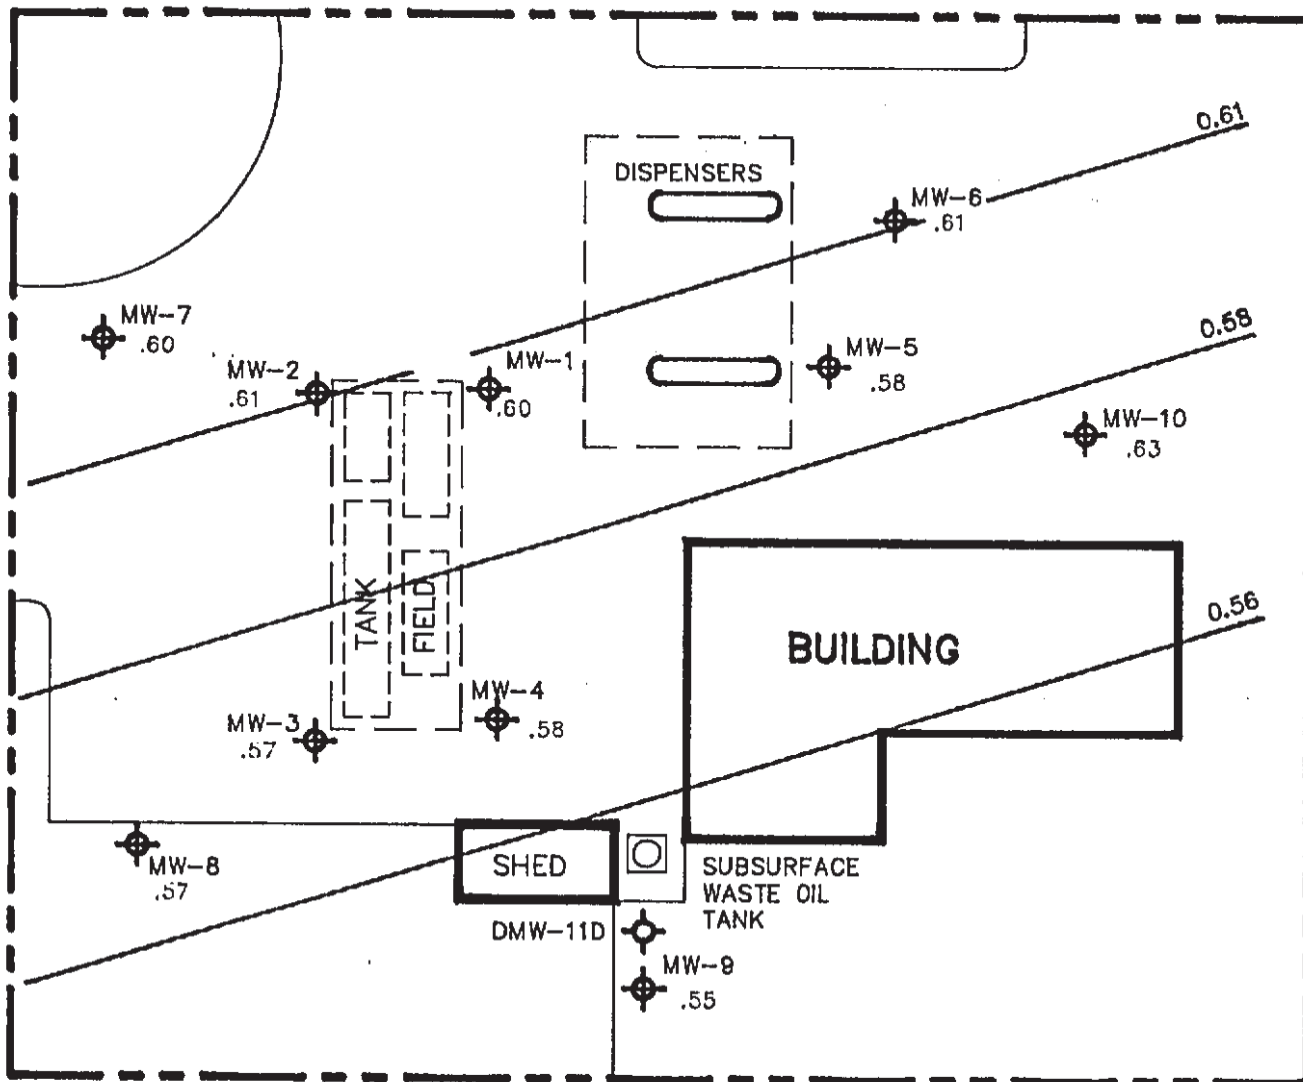 0.61
DISPENSERS
MW-6
.61
MW-7
.60
0.58
MW-2
.61
MW-1
.60
MW-5
.58
MW-10
.63
TANK
FIELD
0.56
BUILDING
MW-4
.58
MW-3
.57
MW-8
.57
SHED
SUBSURFACE
WASTE OIL
TANK
DMW-11D
MW-9
.55